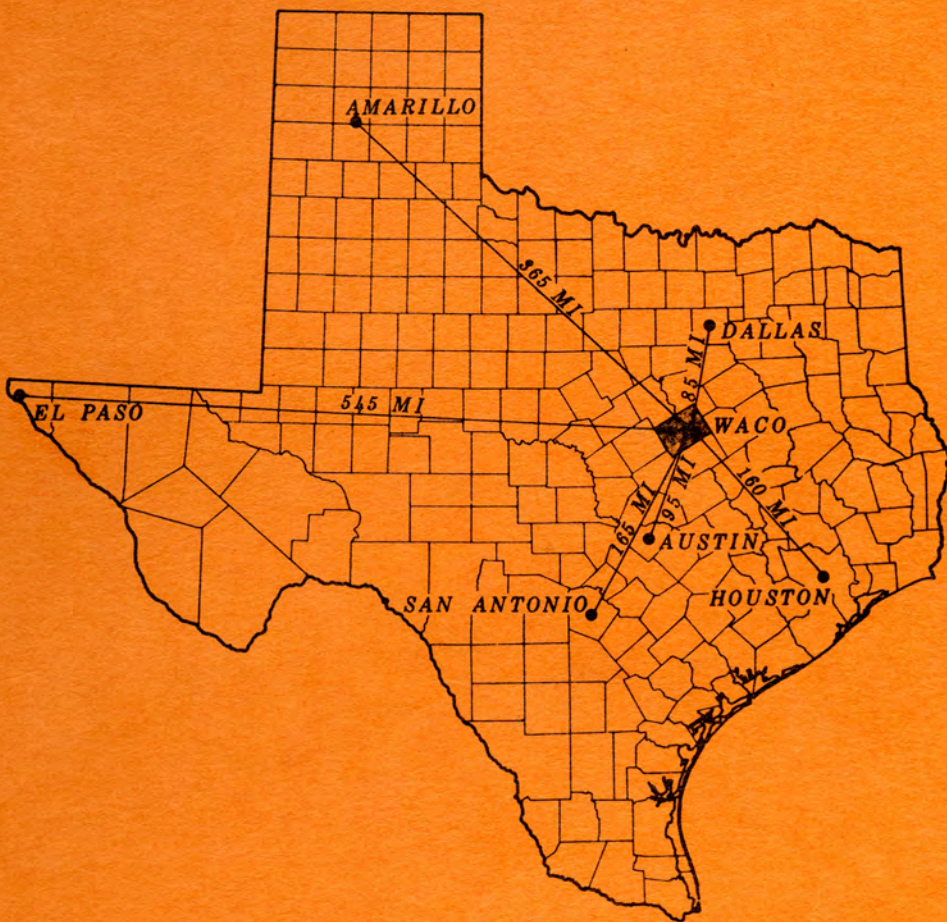 AMARILLO
365 MI
DALLAS
85 MI
545 MI
EL PASO
WACO
160 MI
165 MI
95 MI
AUSTIN
SAN ANTONIO
HOUSTON